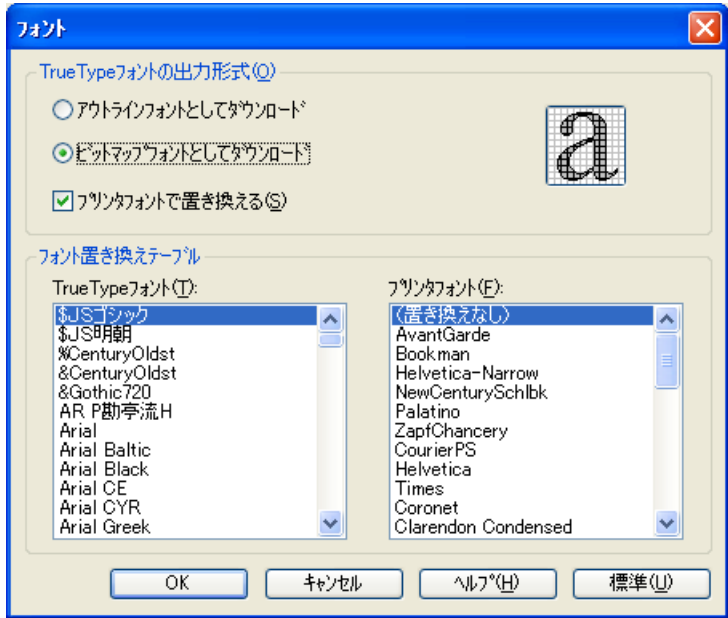 フォント
TrueTypeフォントの出力形式(O)
アウトラインフォントとしてダウンロード
ビットマップフォントとしてダウンロード
プリンタフォントで置き換える(S)
フォント置き換えテーブル
TrueTypeフォント(T):
$JSゴシック
$JS明朝
%CenturyOldst
&CenturyOldst
&Gothic720
AR P勘亭流H
Arial
Arial Baltic
Arial Black
Arial CE
Arial CYR
Arial Greek
プリンタフォント(F):
(置き換えなし)
AvantGarde
Bookman
Helvetica-Narrow
NewCenturySchlbk
Palatino
ZapfChancery
CourierPS
Helvetica
Times
Coronet
Clarendon Condensed
OK
キャンセル
ヘルプ(H)
標準(U)